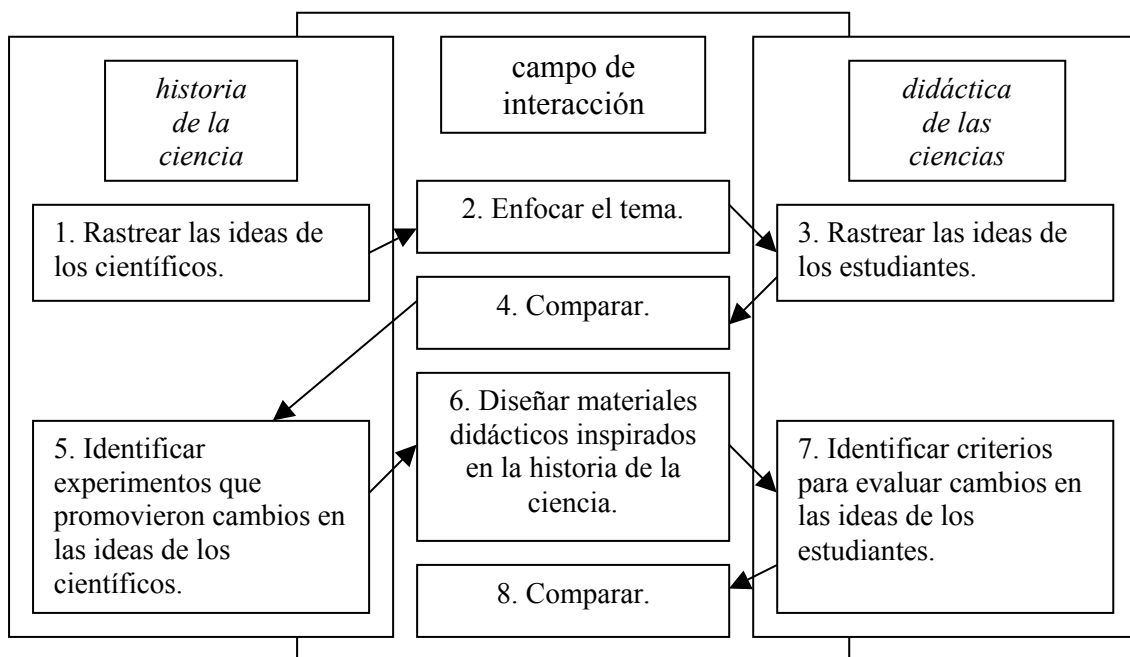 historia
de la
ciencia
campo de
interacción
didáctica
de las
ciencias
1. Rastrear las ideas de
los científicos.
2. Enfocar el tema.
3. Rastrear las ideas de
los estudiantes.
4. Comparar.
5. Identificar
experimentos que
promovieron cambios en
las ideas de los
científicos.
6. Diseñar materiales
didácticos inspirados
en la historia de la
ciencia.
7. Identificar criterios
para evaluar cambios en
las ideas de los
estudiantes.
8. Comparar.